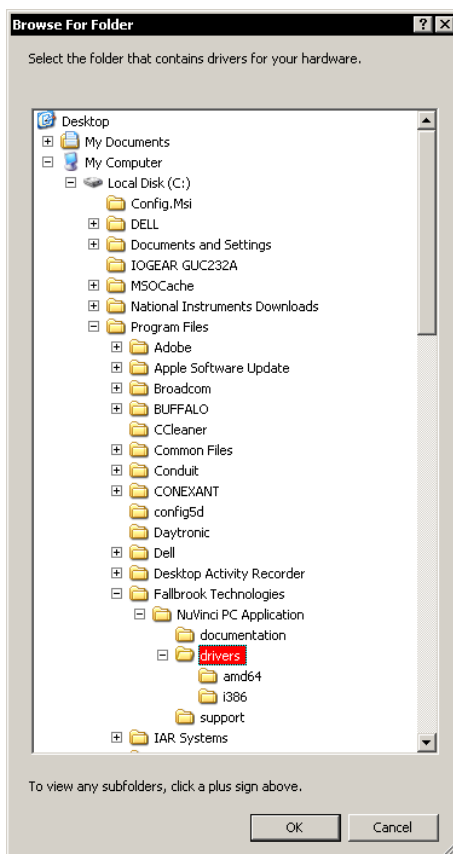 Browse For Folder
Select the folder that contains drivers for your hardware.
Desktop
My Documents
My Computer
Local Disk (C:)
Config.Msi
DELL
Documents and Settings
IOGEAR GUC232A
MSOCache
National Instruments Downloads
Program Files
Adobe
Apple Software Update
Broadcom
BUFFALO
CCleaner
Common Files
Conduit
CONEXANT
config5d
Daytronic
Dell
Desktop Activity Recorder
Fallbrook Technologies
NuVinci PC Application
documentation
drivers
amd64
i386
support
IAR Systems
To view any subfolders, click a plus sign above.
OK Cancel